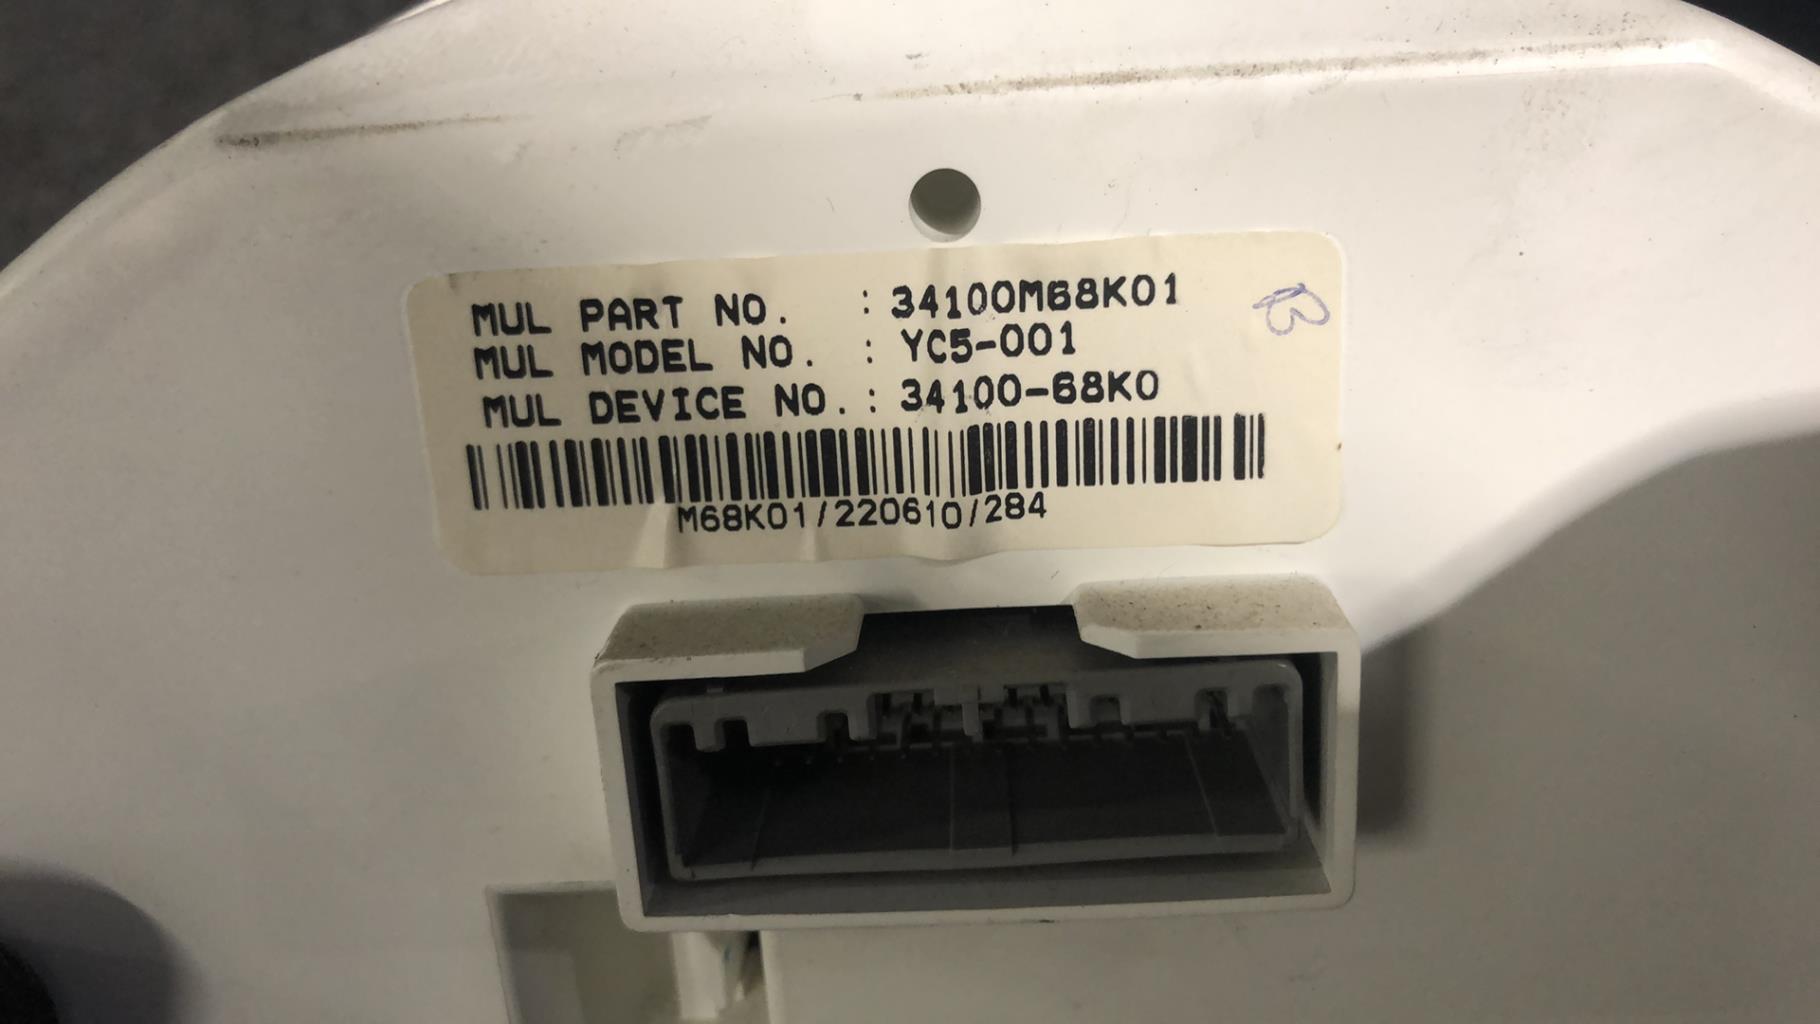 MUL PART NO. : 34100M68K01
MUL MODEL NO. : YC5-001
MUL DEVICE NO.: 34100-68K0
M68K01/220610/284